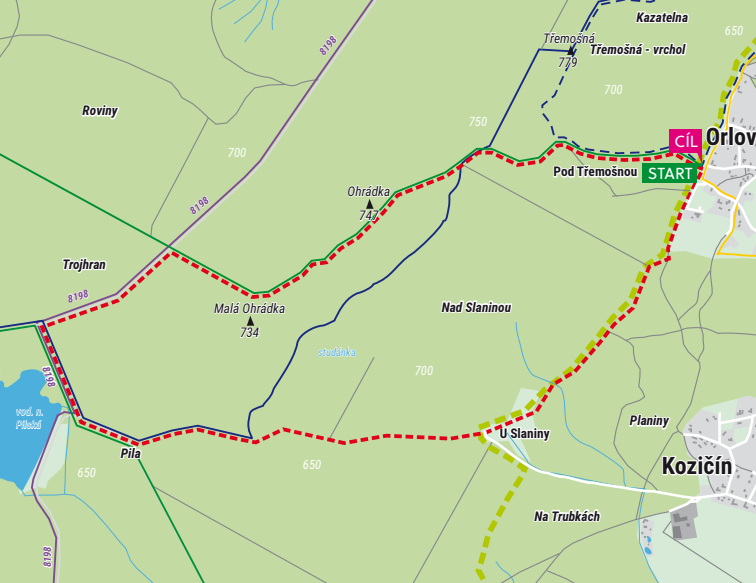 Kazatelna
650
Třemošná
Třemošná - vrchol
779
8198
700
Roviny
750
700
CÍL
Orlov
Pod Třemošnou
START
Ohrádka
747
8198
Trojhran
8198
Malá Ohrádka
734
Nad Slaninou
studánka
8198
700
vod. n.
Pilská
Planiny
U Slaniny
Pila
650
650
Kozičín
Na Trubkách
8198